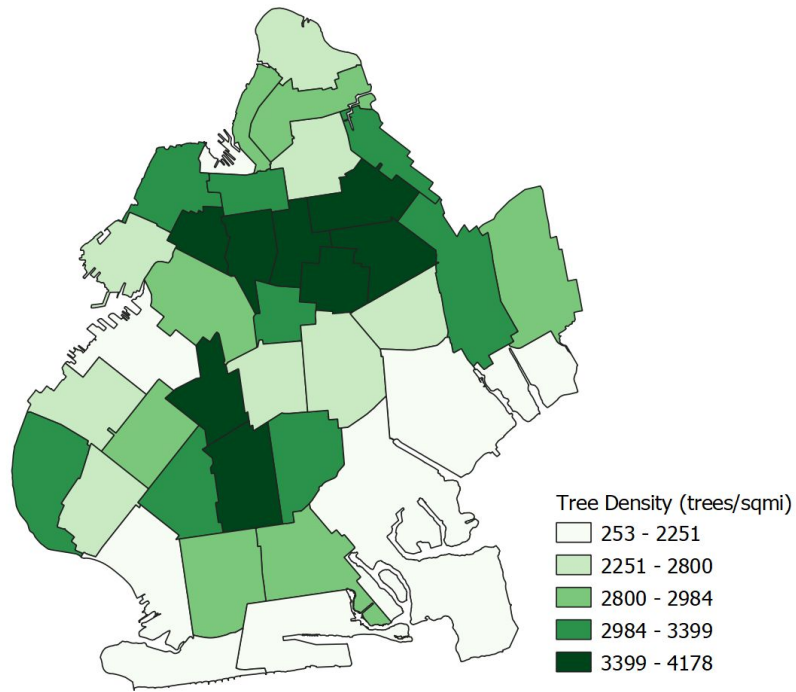 Tree Density (trees/sqmi)
253 - 2251
2251 - 2800
2800 - 2984
2984 - 3399
3399 - 4178